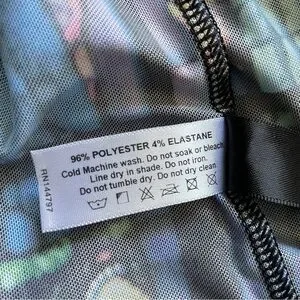 96% POLYESTER 4% ELASTANE
Cold Machine wash. Do not soak or bleach
Line dry in shade. Do not iron.
Do not tumble dry. Do not dry clean
RN144797